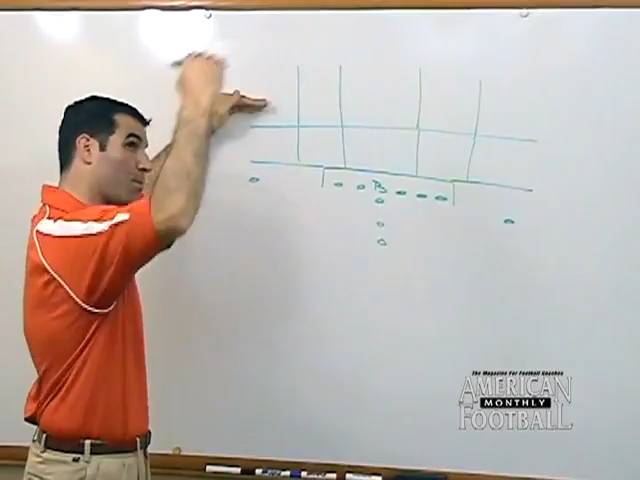 The Magazine For Football Coaches
AMERICAN
MONTHLY
FOOTBALL